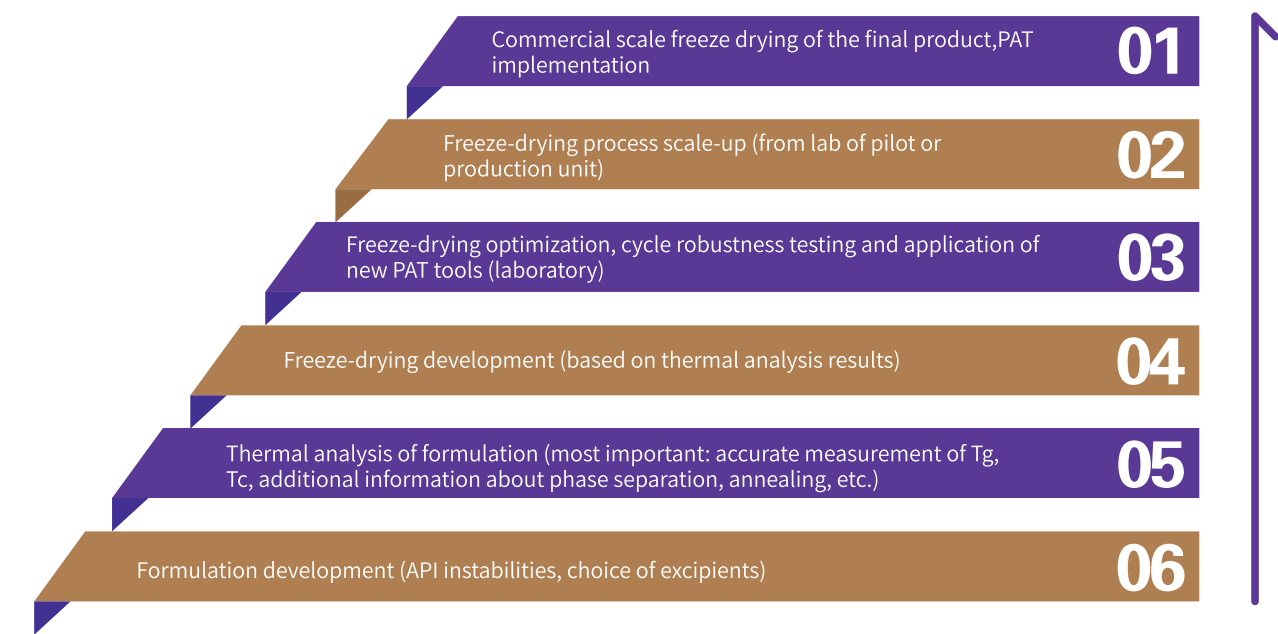 Commercial scale freeze drying of the final product,PAT
implementation
01
Freeze-drying process scale-up (from lab of pilot or
production unit)
02
Freeze-drying optimization, cycle robustness testing and application of
new PAT tools (laboratory)
03
Freeze-drying development (based on thermal analysis results)
04
Thermal analysis of formulation (most important: accurate measurement of Tg,
Tc, additional information about phase separation, annealing, etc.)
05
Formulation development (API instabilities, choice of excipients)
06